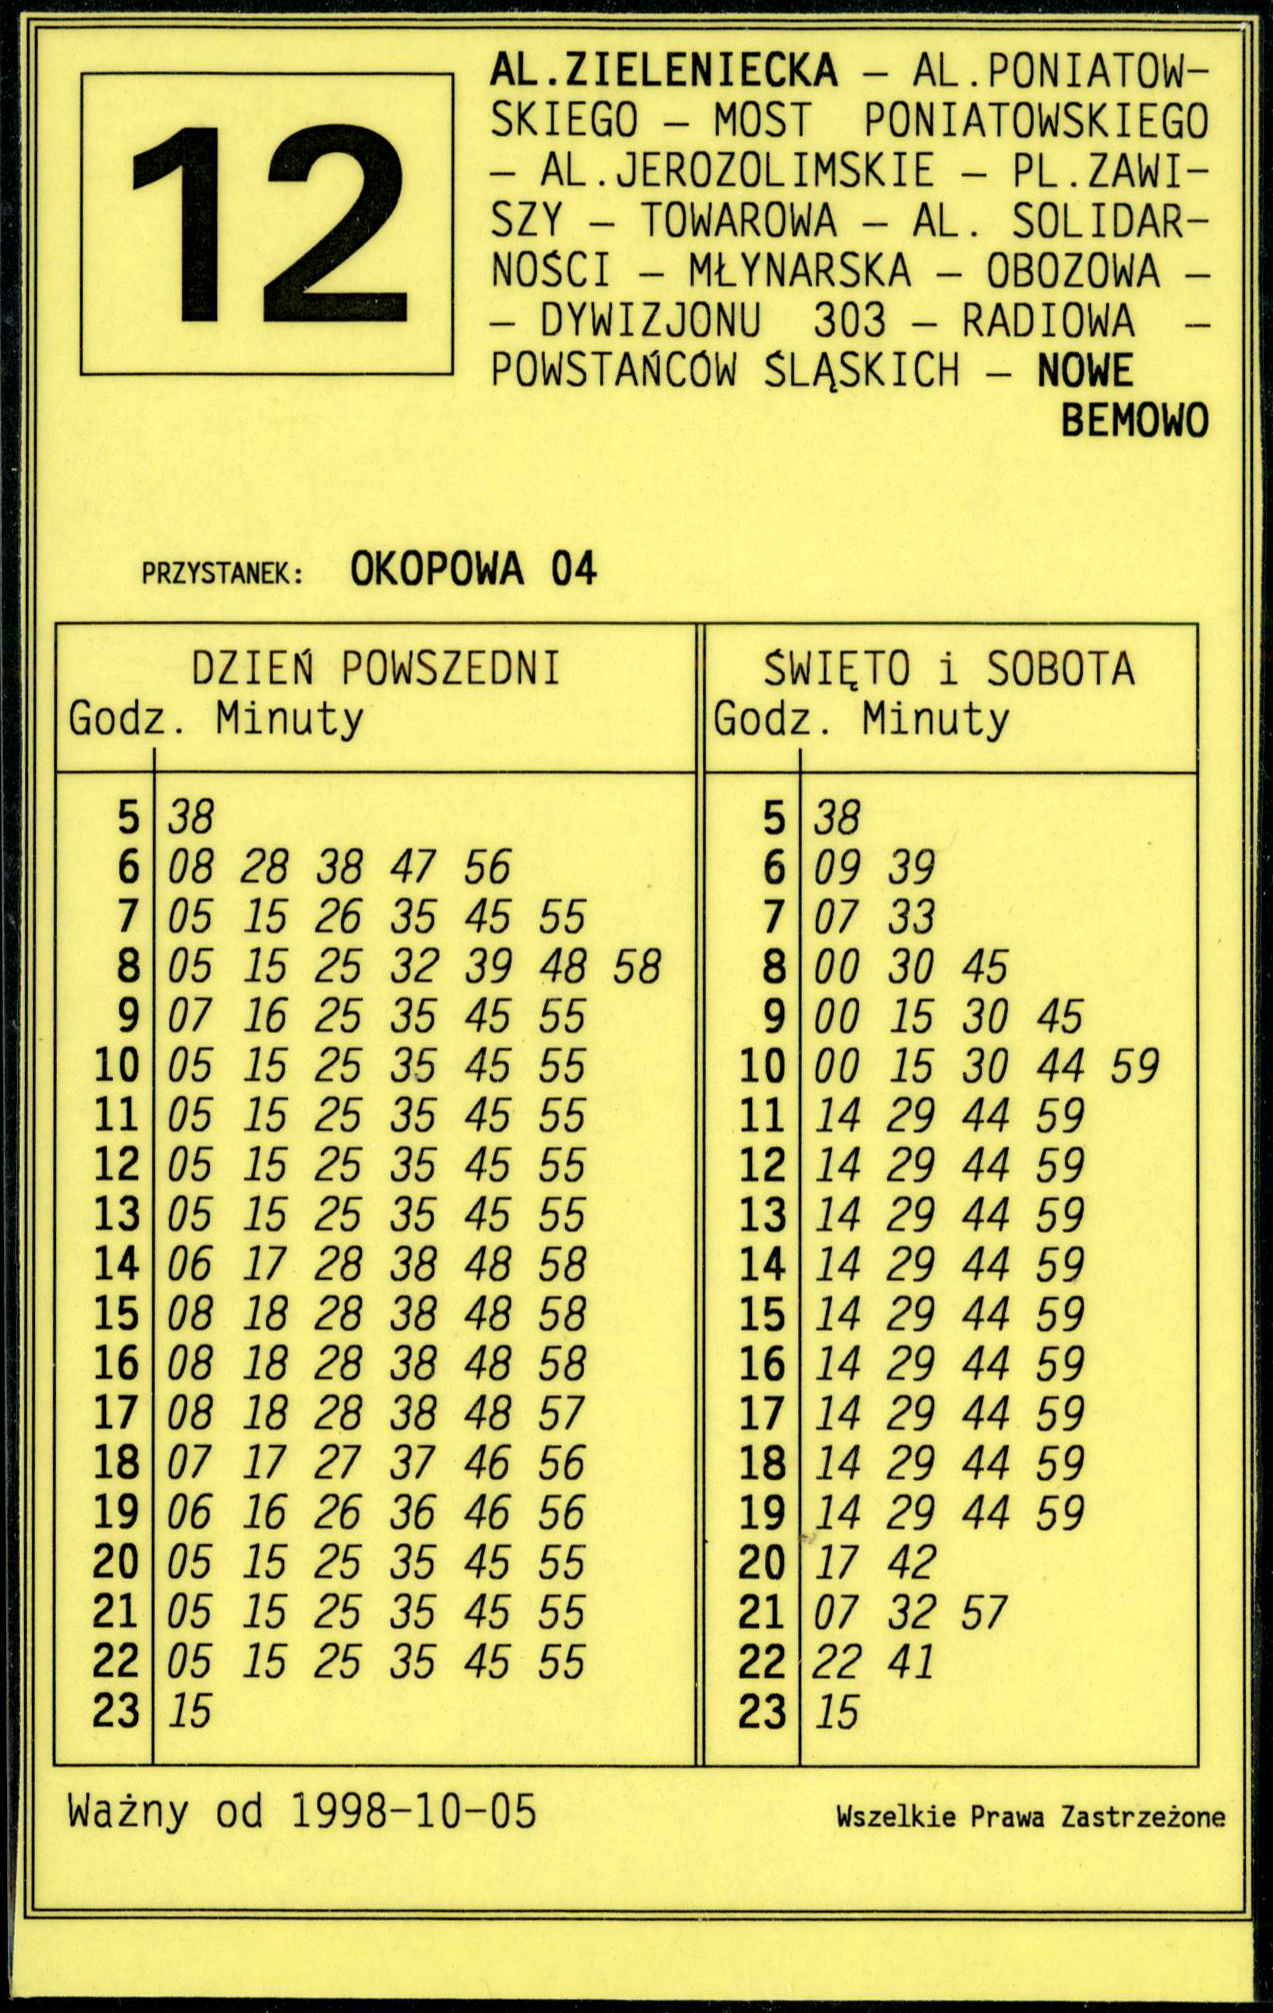 12
AL.ZIELENIECKA – AL.PONIATOW-
SKIEGO – MOST PONIATOWSKIEGO
– AL.JEROZOLIMSKIE – PL.ZAWI-
SZY – TOWAROWA – AL. SOLIDAR-
NOŚCI – MŁYNARSKA – OBOZOWA –
– DYWIZJONU 303 – RADIOWA –
POWSTAŃCÓW ŚLĄSKICH – NOWE
BEMOWO
PRZYSTANEK: OKOPOWA 04
DZIEŃ POWSZEDNI
Godz. Minuty
5 38
6 08 28 38 47 56
7 05 15 26 35 45 55
8 05 15 25 32 39 48 58
9 07 16 25 35 45 55
10 05 15 25 35 45 55
11 05 15 25 35 45 55
12 05 15 25 35 45 55
13 05 15 25 35 45 55
14 06 17 28 38 48 58
15 08 18 28 38 48 58
16 08 18 28 38 48 58
17 08 18 28 38 48 57
18 07 17 27 37 46 56
19 06 16 26 36 46 56
20 05 15 25 35 45 55
21 05 15 25 35 45 55
22 05 15 25 35 45 55
23 15
ŚWIĘTO i SOBOTA
Godz. Minuty
5 38
6 09 39
7 07 33
8 00 30 45
9 00 15 30 45
10 00 15 30 44 59
11 14 29 44 59
12 14 29 44 59
13 14 29 44 59
14 14 29 44 59
15 14 29 44 59
16 14 29 44 59
17 14 29 44 59
18 14 29 44 59
19 14 29 44 59
20 17 42
21 07 32 57
22 22 41
23 15
Ważny od 1998-10-05
Wszelkie Prawa Zastrzeżone